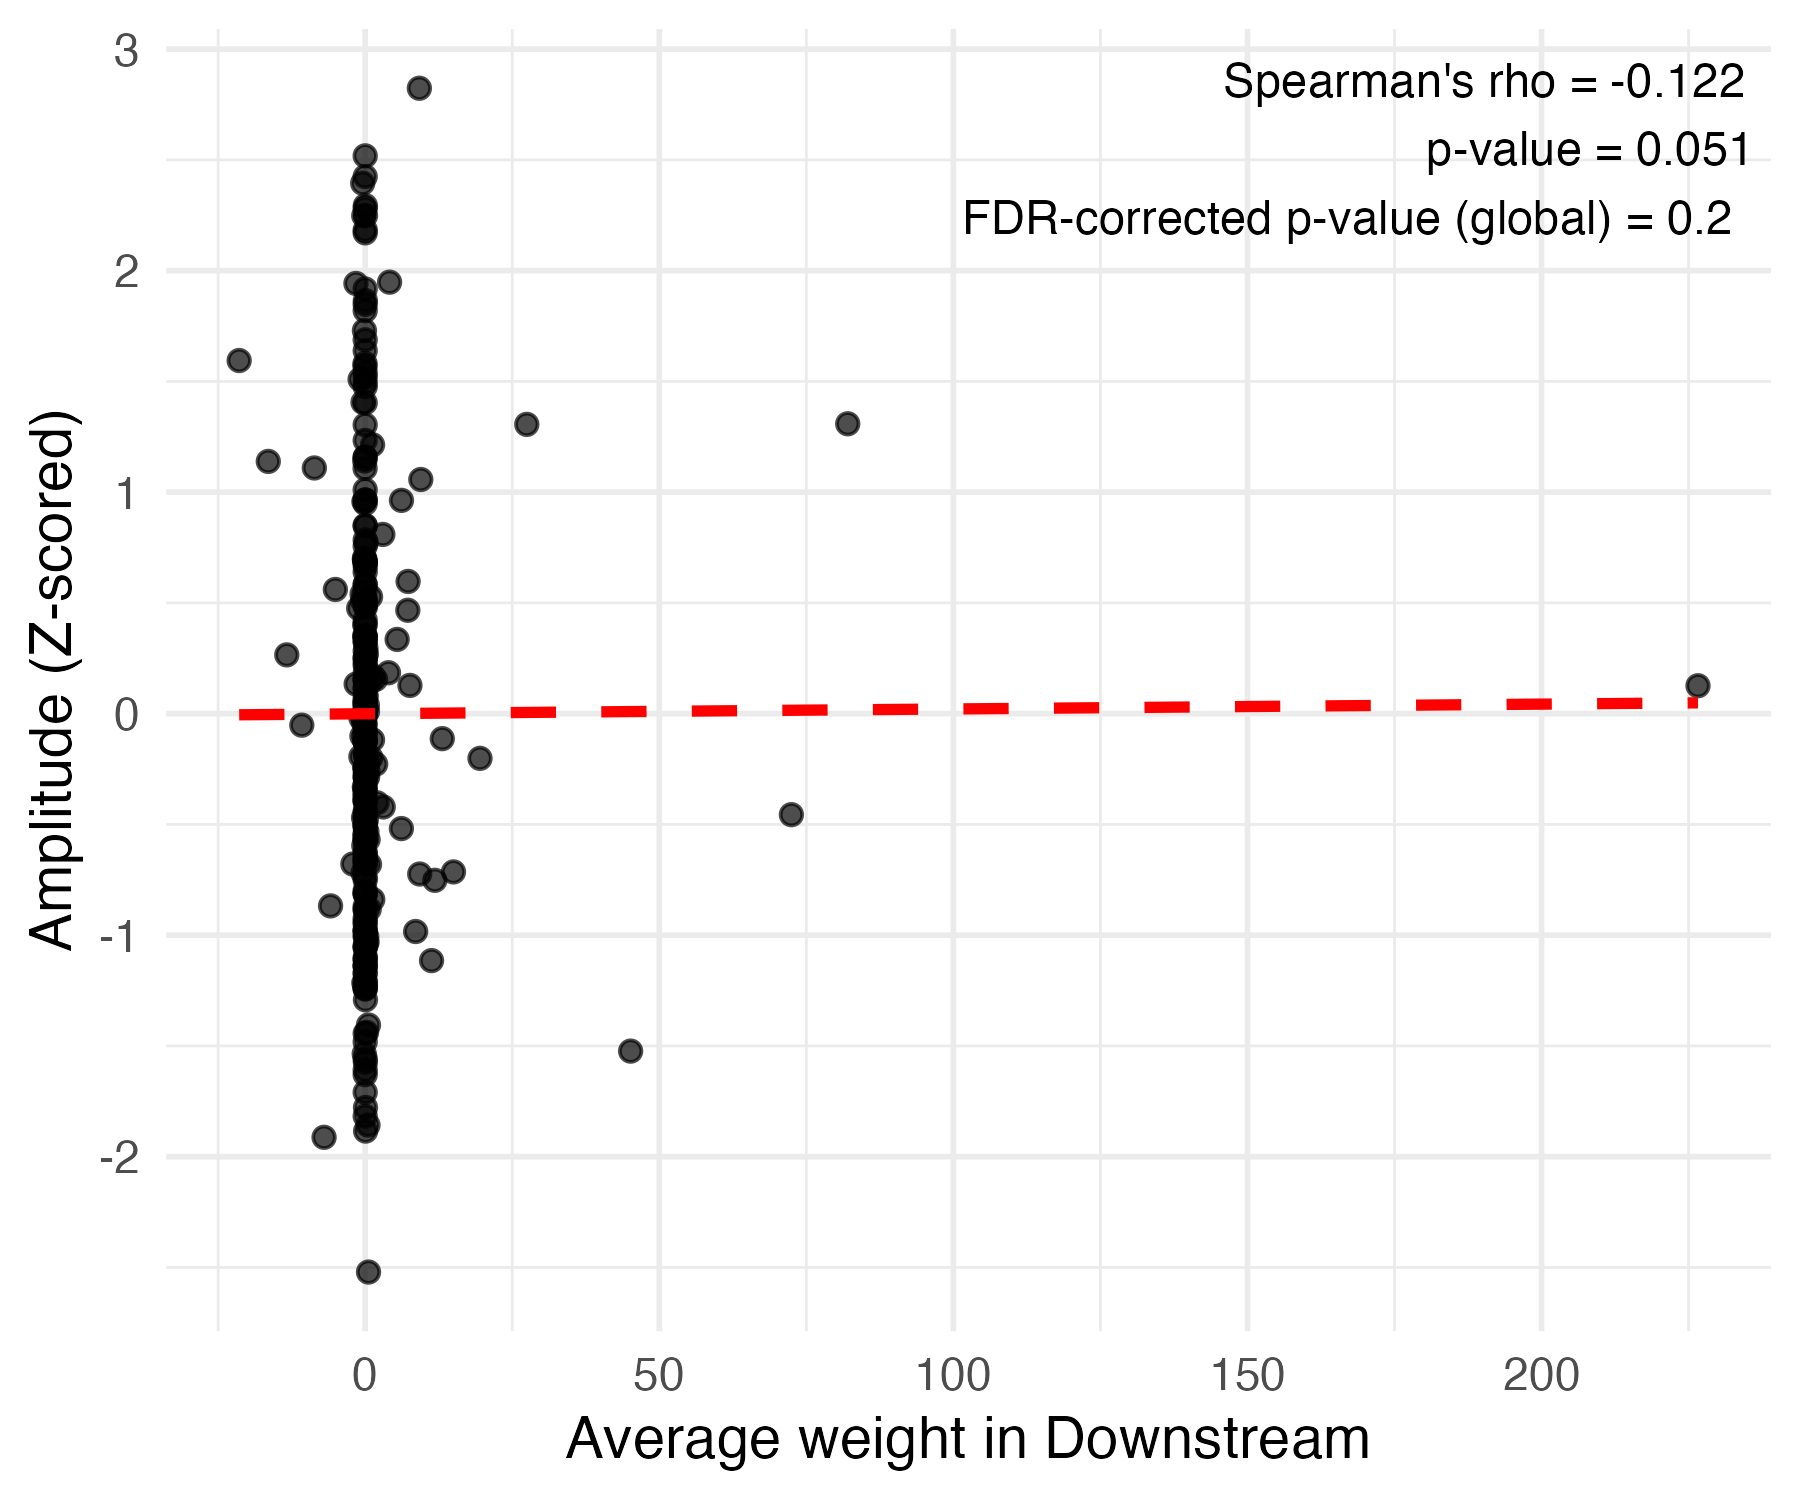 Spearman's rho = -0.122
p-value = 0.051
FDR-corrected p-value (global) = 0.2
3
2
1
0
-1
-2
Amplitude (Z-scored)
0 50 100 150 200
Average weight in Downstream